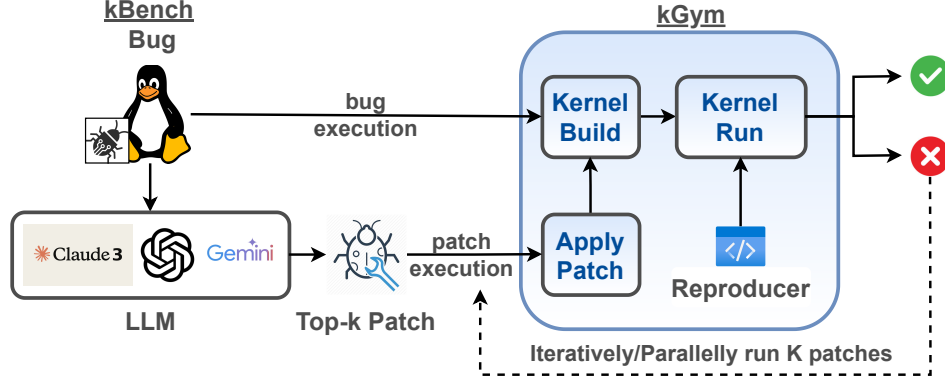 kBench
Bug
kGym
bug
execution
Kernel
Build
Kernel
Run
Claude 3
Gemini
patch
execution
Apply
Patch
Reproducer
LLM
Top-k Patch
Iteratively/Parallelly run K patches